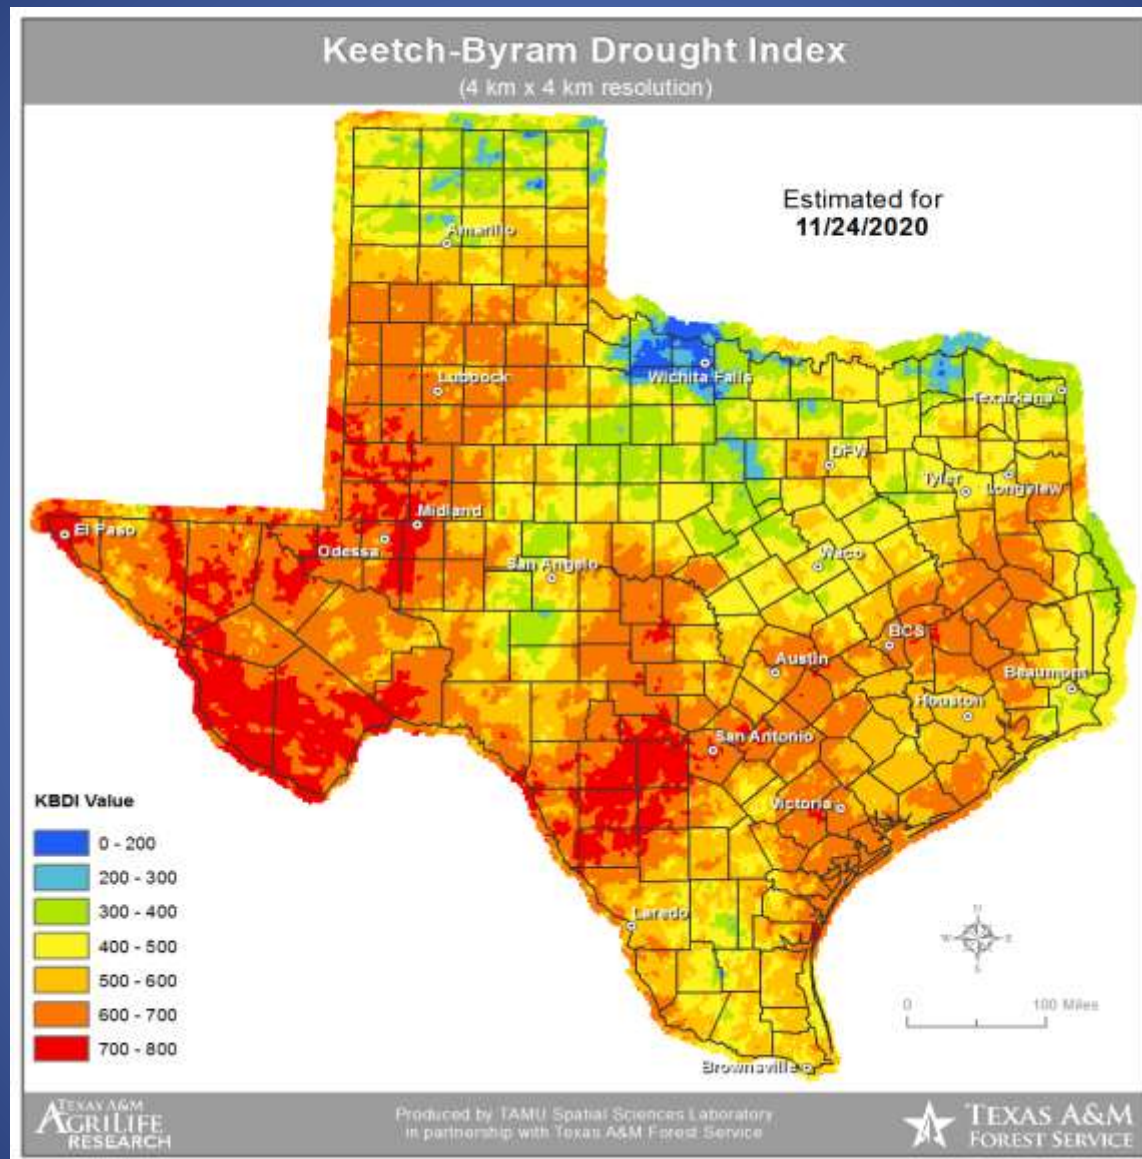 Keetch-Byram Drought Index
(4 km x 4 km resolution)
Estimated for
11/24/2020
Amarillo
Wichita Falls
Lubbock
Texarkana
DFW
Tyler
Longview
El Paso
Midland
Odessa
San Angelo
Waco
BCS
Austin
Beaumont
Houston
San Antonio
Victoria
Laredo
Brownsville
KBDI Value
0 - 200
200 - 300
300 - 400
400 - 500
500 - 600
600 - 700
700 - 800
N
W E
S
0 100 Miles
TEXAS A&M
AGRILIFE
RESEARCH
Produced by TAMU Spatial Sciences Laboratory
in partnership with Texas A&M Forest Service
TEXAS A&M
FOREST SERVICE